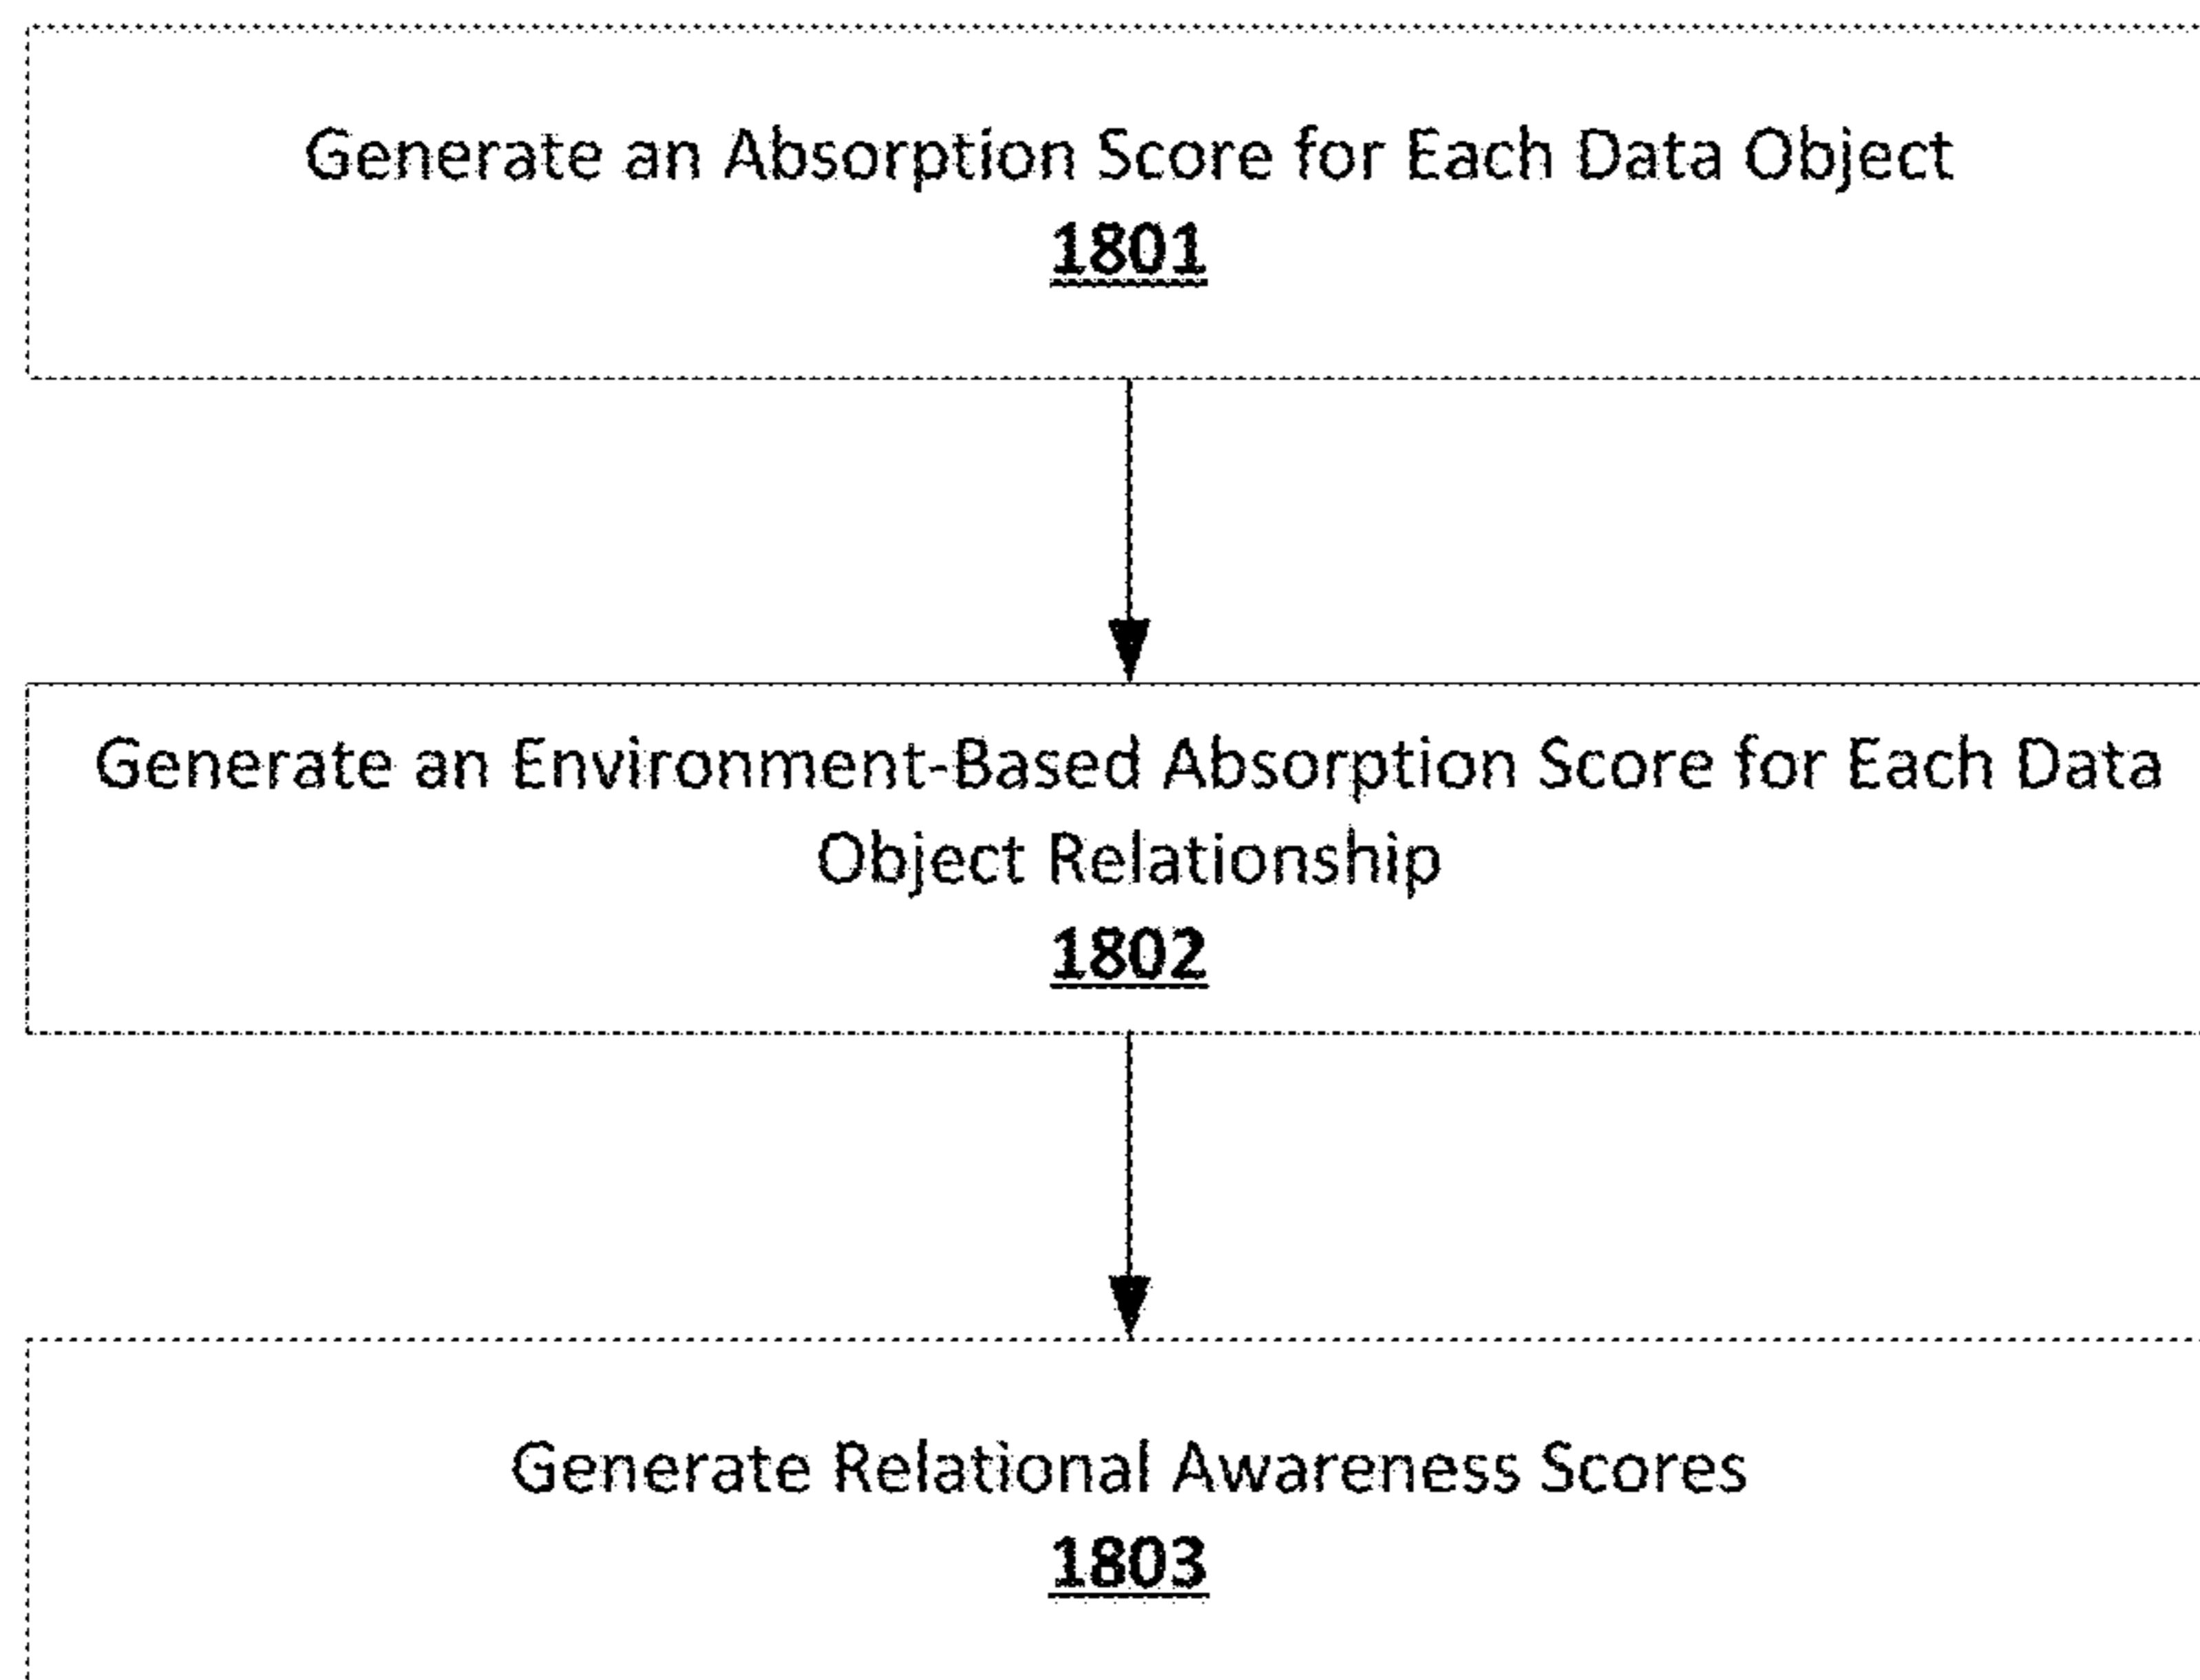 Generate an Absorption Score for Each Data Object
1801
Generate an Environment-Based Absorption Score for Each Data
Object Relationship
1802
Generate Relational Awareness Scores
1803